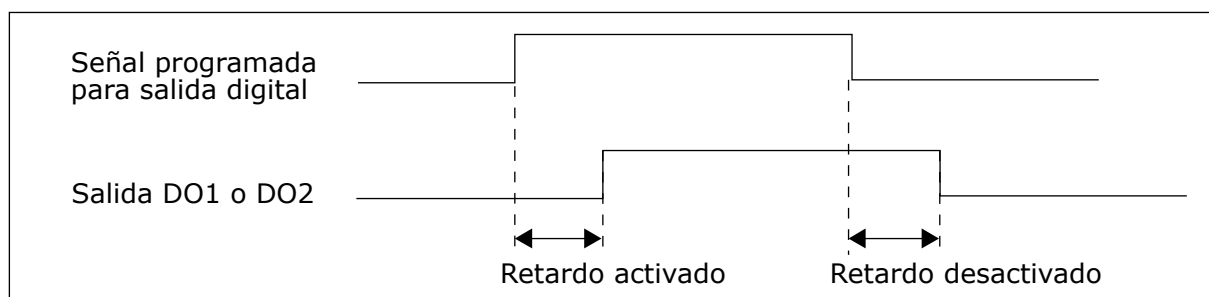 Señal programada
para salida digital
Salida DO1 o DO2
Retardo activado
Retardo desactivado